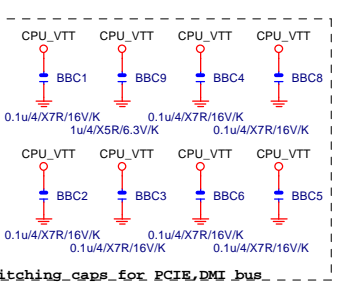 CPU_VTT CPU_VTT CPU_VTT CPU_VTT
BBC1 BBC9 BBC4 BBC8
0.1u/4/X7R/16V/K 0.1u/4/X7R/16V/K
1u/4/X5R/6.3V/K 0.1u/4/X7R/16V/K
CPU_VTT CPU_VTT CPU_VTT CPU_VTT
BBC2 BBC3 BBC6 BBC5
0.1u/4/X7R/16V/K 0.1u/4/X7R/16V/K
0.1u/4/X7R/16V/K 0.1u/4/X7R/16V/K
itching caps for PCIE,DMI bus